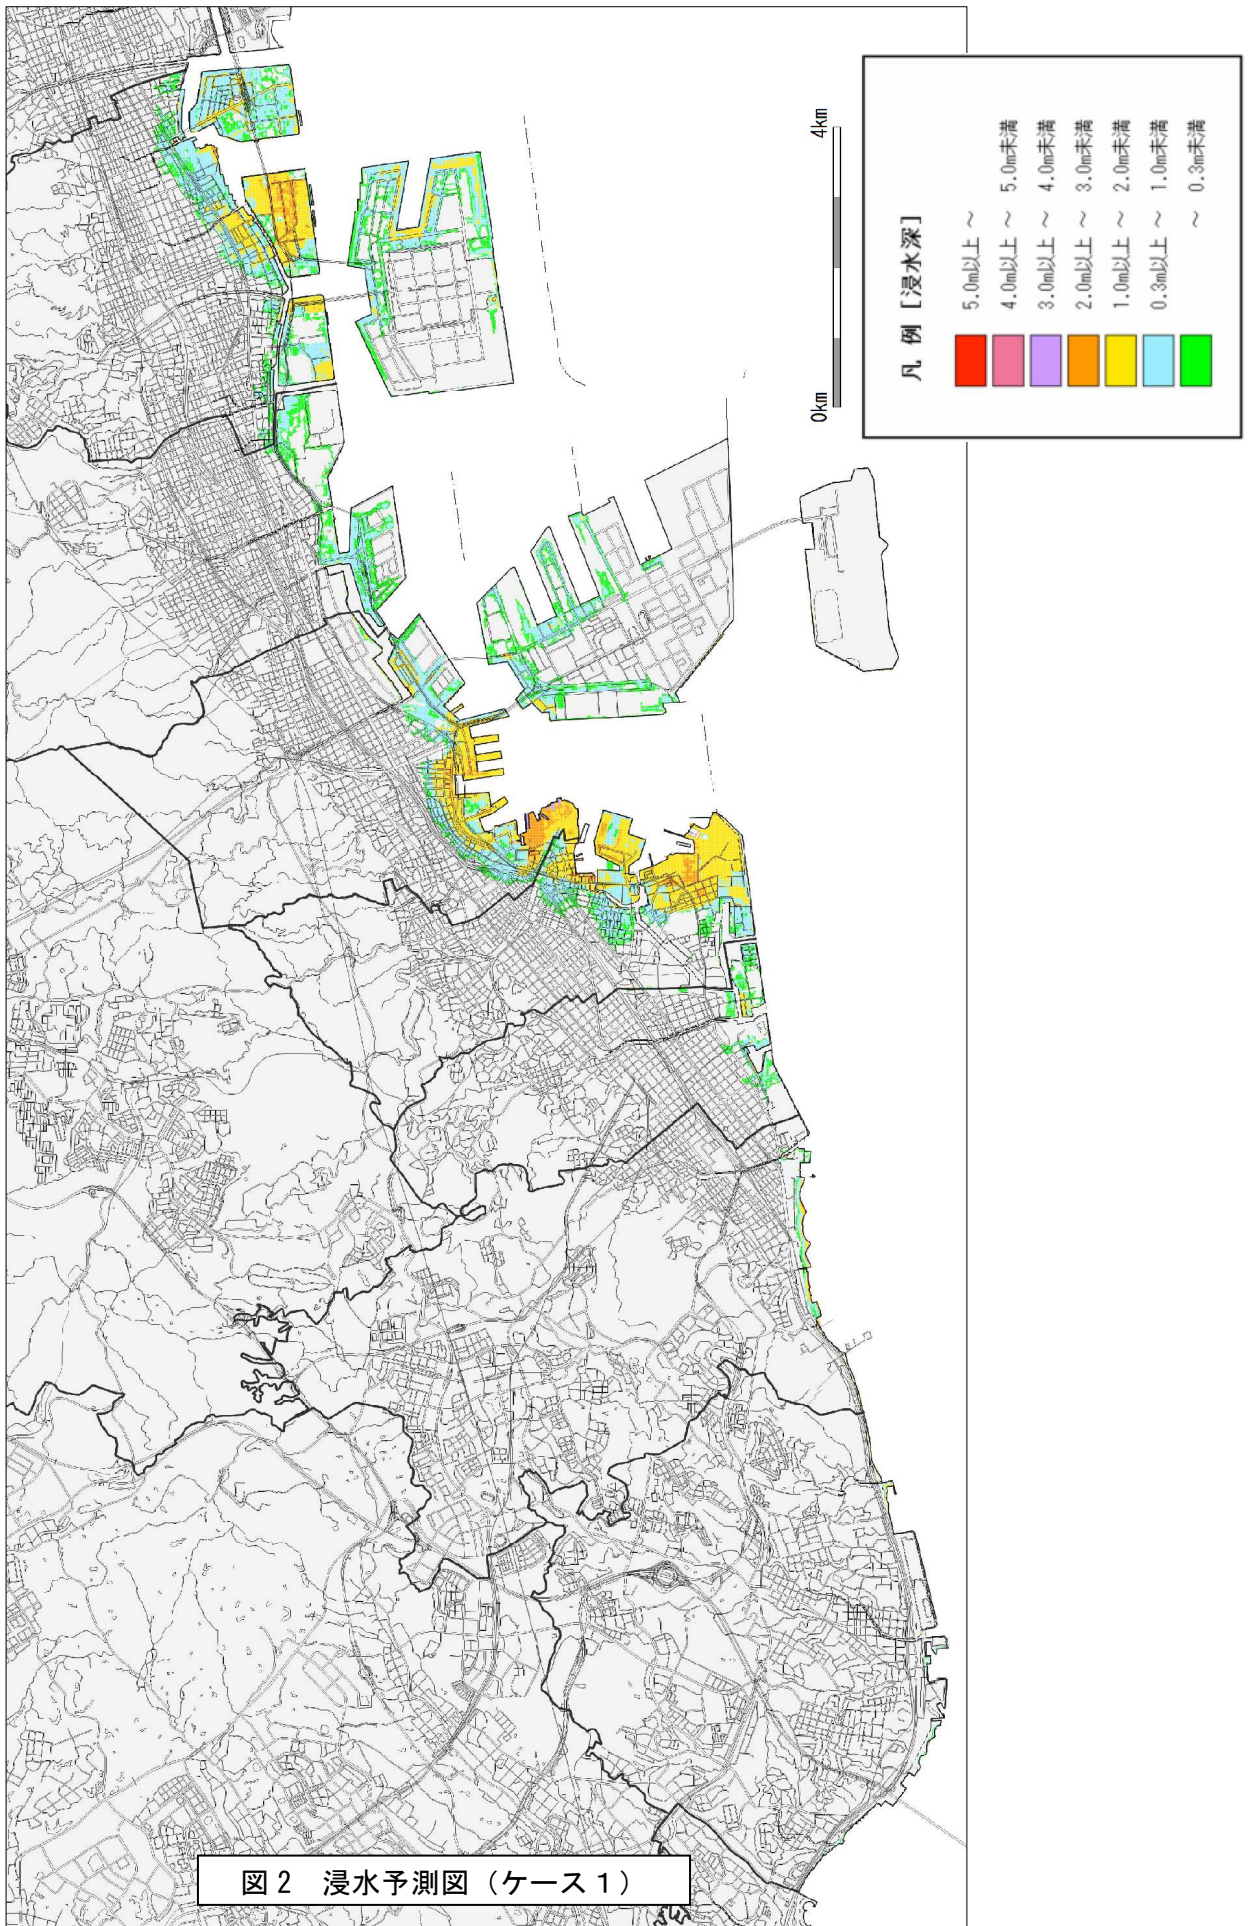 0km
4km
凡 例 [浸水深]
5.0m以上 ～
4.0m以上 ～ 5.0m未満
3.0m以上 ～ 4.0m未満
2.0m以上 ～ 3.0m未満
1.0m以上 ～ 2.0m未満
0.3m以上 ～ 1.0m未満
～ 0.3m未満
図2 浸水予測図（ケース1）